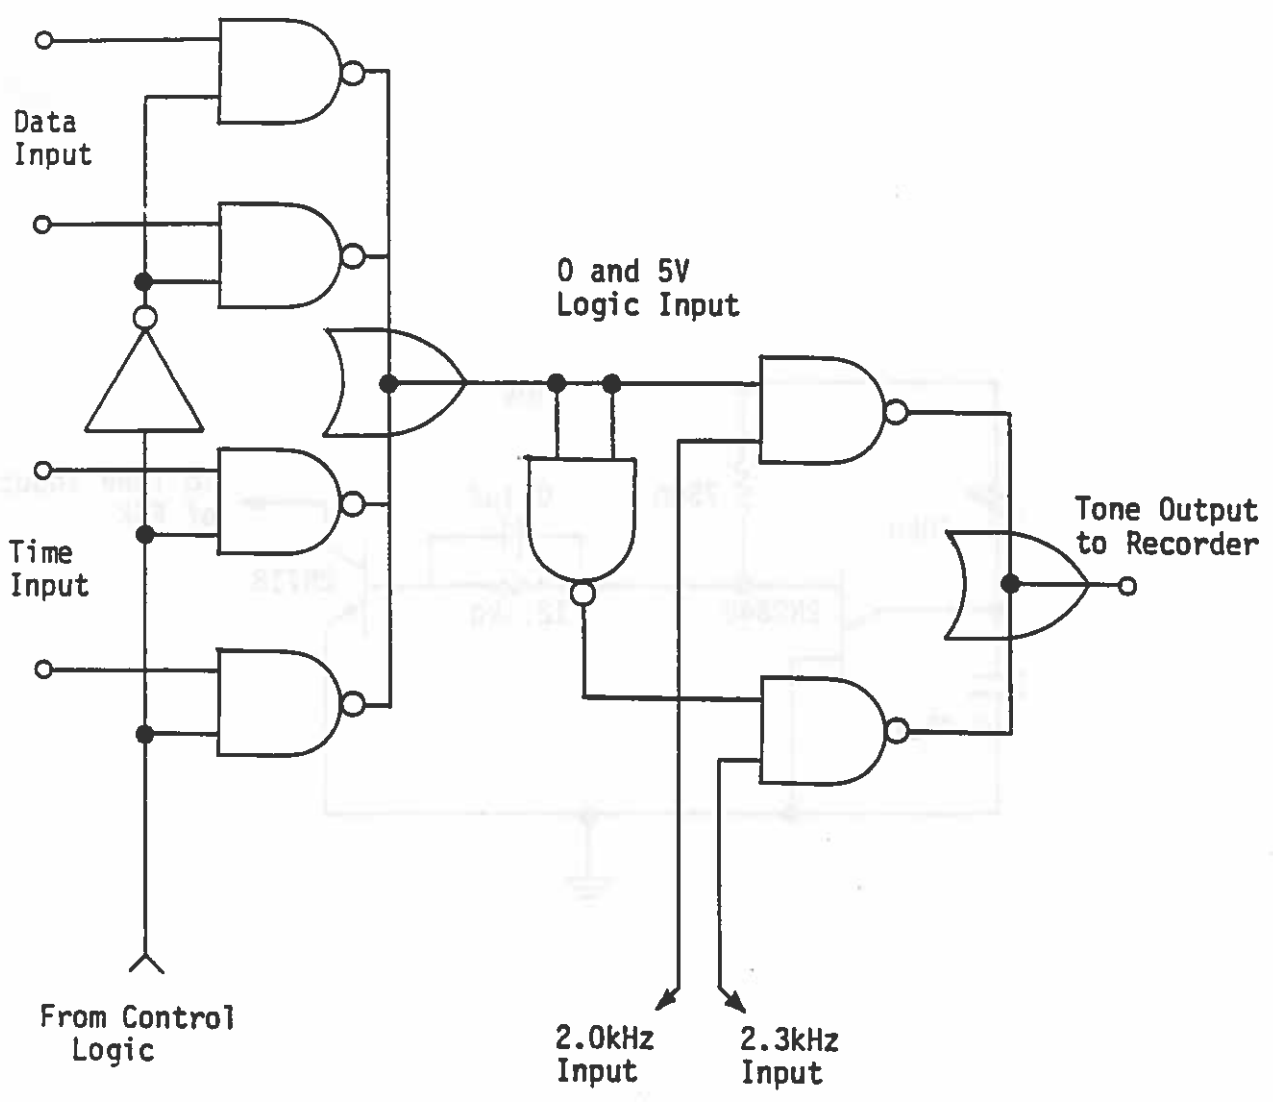 Data
Input
0 and 5V
Logic Input
Time
Input
Tone Output
to Recorder
From Control
Logic
2.0kHz
Input
2.3kHz
Input